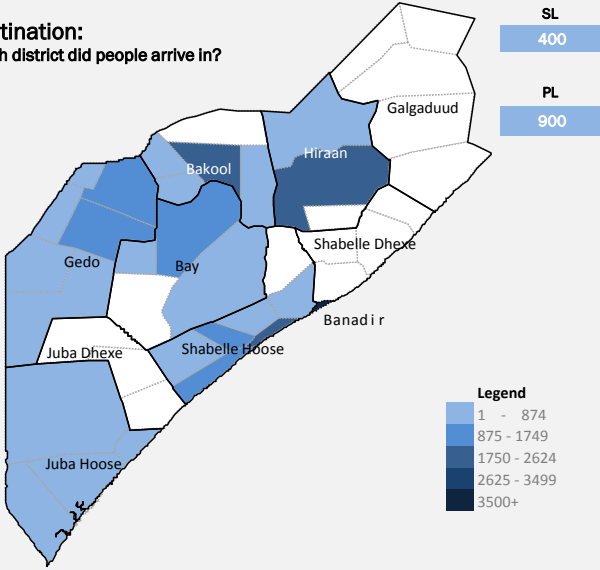 tination:
h district did people arrive in?
SL
400
PL
900
Galgaduud
Hiraan
Bakool
Shabelle Dhexe
Gedo
Bay
Banadir
Shabelle Hoose
Juba Dhexe
Juba Hoose
Legend
1 - 874
875 - 1749
1750 - 2624
2625 - 3499
3500+